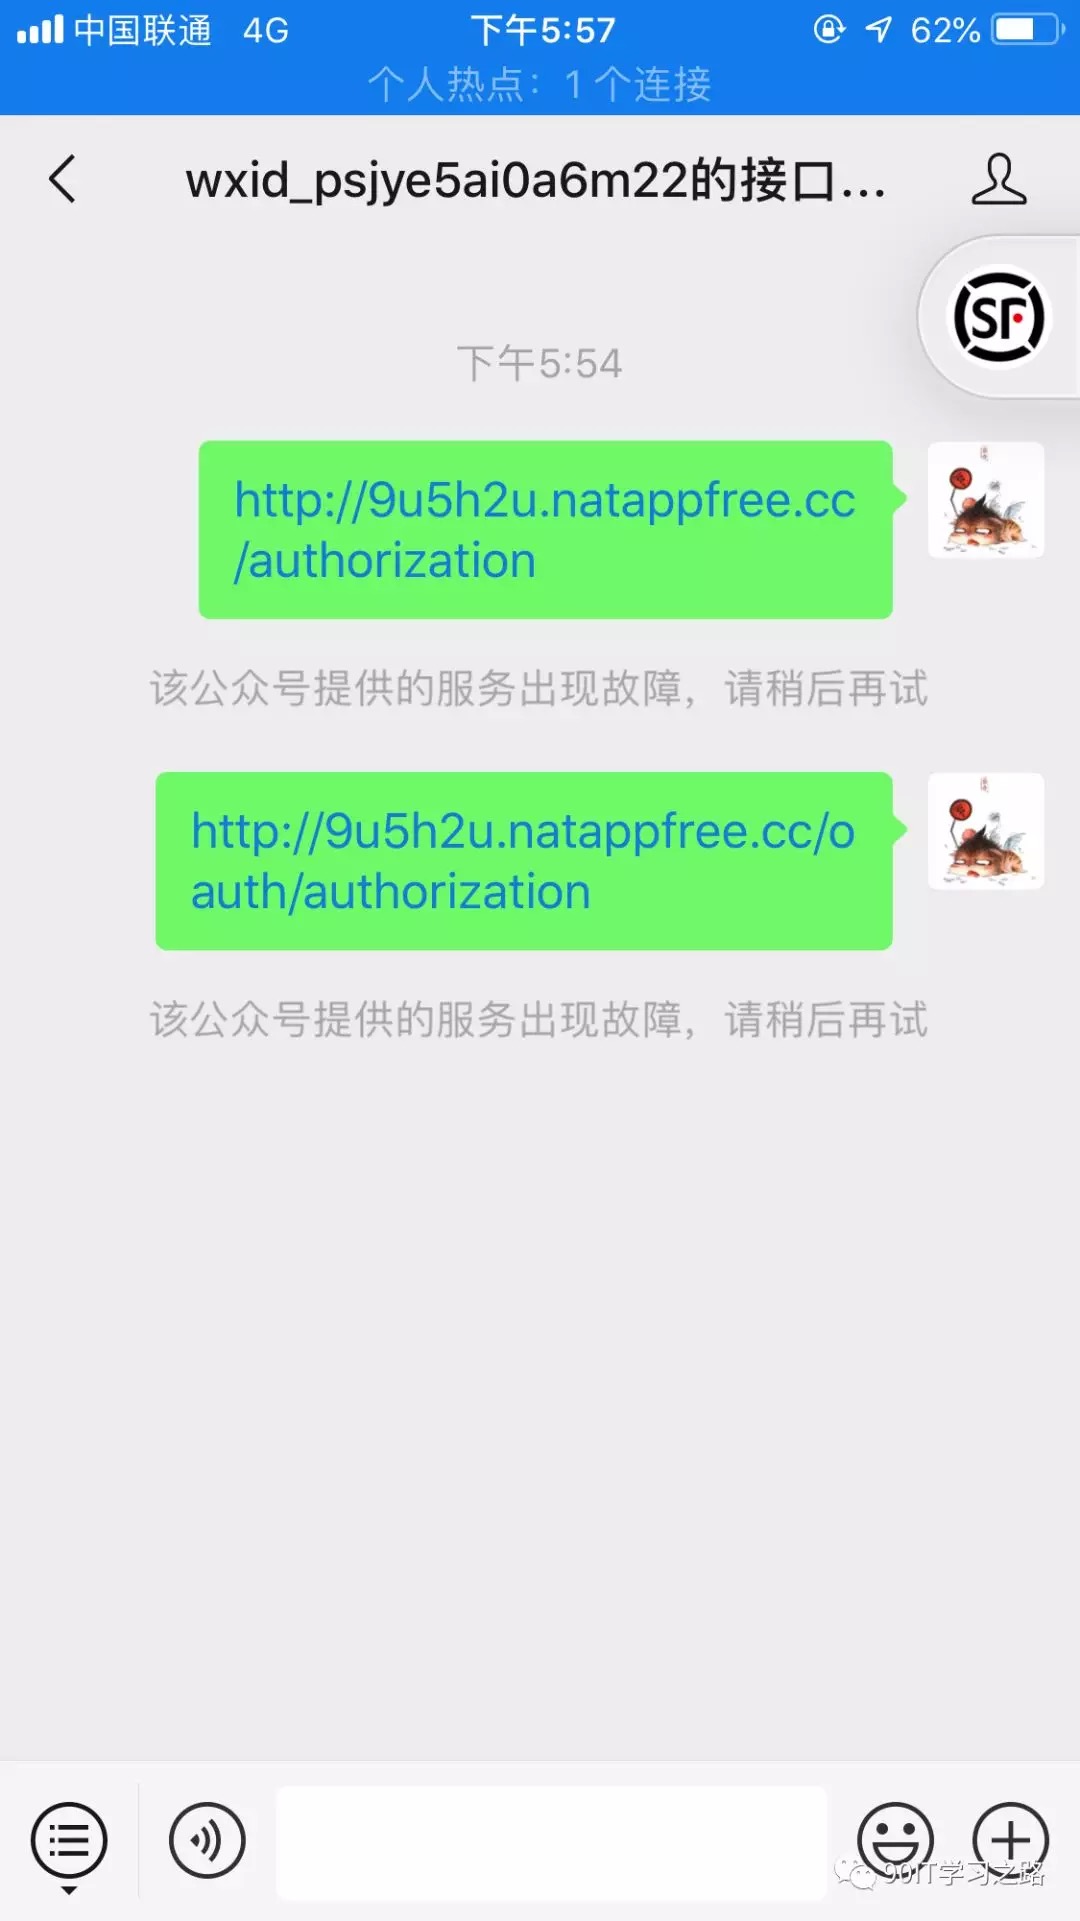 中国联通 4G 下午5:57 62%
个人热点：1 个连接
wxid_psjye5ai0a6m22的接口...
SF
下午5:54
http://9u5h2u.natappfree.cc
/authorization
该公众号提供的服务出现故障，请稍后再试
http://9u5h2u.natappfree.cc/o
auth/authorization
该公众号提供的服务出现故障，请稍后再试
90IT学习之路